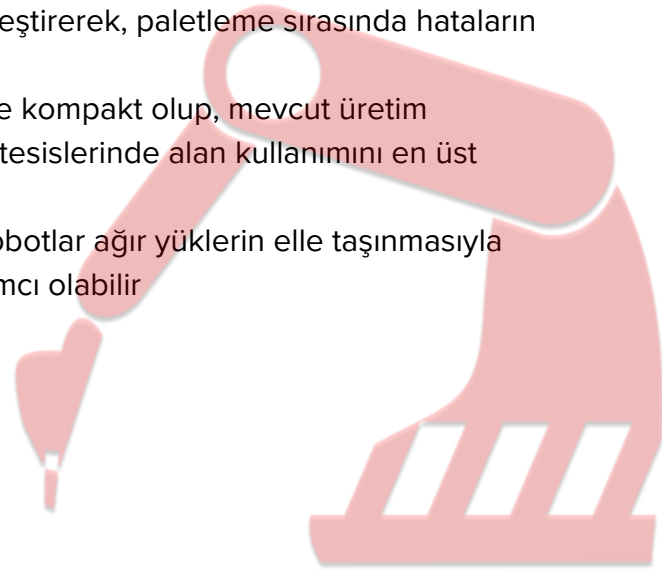 eştirerek, paletleme sırasında hataların
e kompakt olup, mevcut üretim
tesislerinde alan kullanımını en üst
obotlar ağır yüklerin elle taşınmasıyla
mcı olabilir